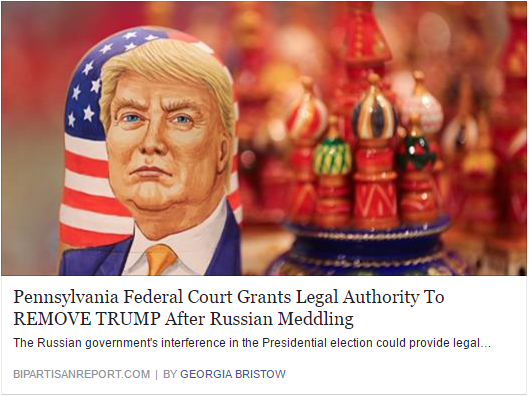 Pennsylvania Federal Court Grants Legal Authority To
REMOVE TRUMP After Russian Meddling
The Russian government's interference in the Presidential election could provide legal…
BIPARTISANREPORT.COM | BY GEORGIA BRISTOW